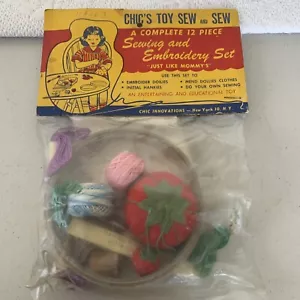 CHIC'S TOY SEW AND SEW
A COMPLETE 12 PIECE
Sewing and
Embroidery Set
"JUST LIKE MOMMY'S"
USE THIS SET TO
• EMBROIDER DOILIES • MEND DOLLIES CLOTHES
• INITIAL HANKIES • DO YOUR OWN SEWING
AN ENTERTAINING AND EDUCATIONAL TOY
CHIC INNOVATIONS—New York 10, N.Y.